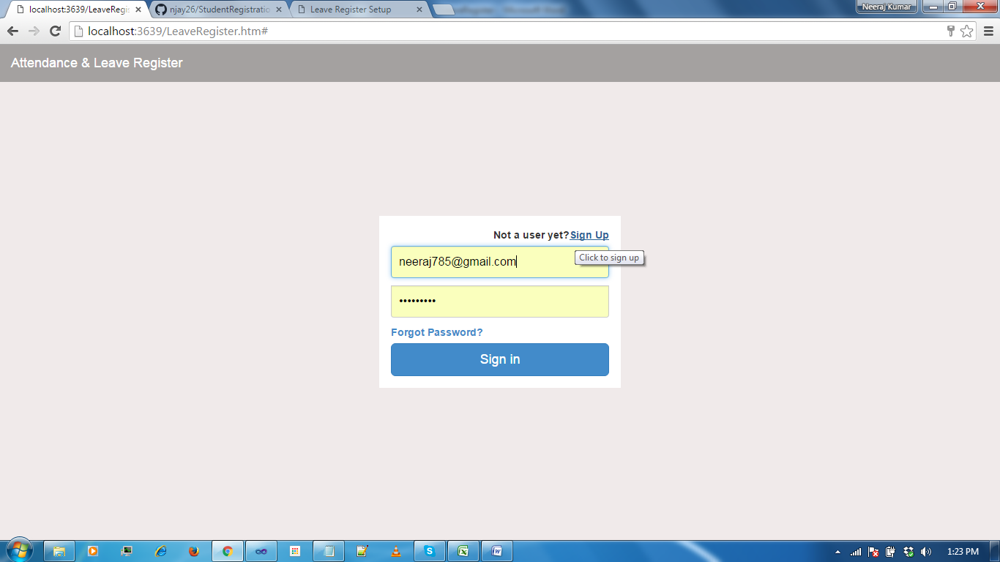 localhost:3639/LeaveRegis
njay26/StudentRegistratio
Leave Register Setup
Neeraj Kumar
localhost:3639/LeaveRegister.htm#
Attendance & Leave Register
Not a user yet?Sign Up
neeraj785@gmail.com
Click to sign up
•••••••••
Forgot Password?
Sign in
1:23 PM